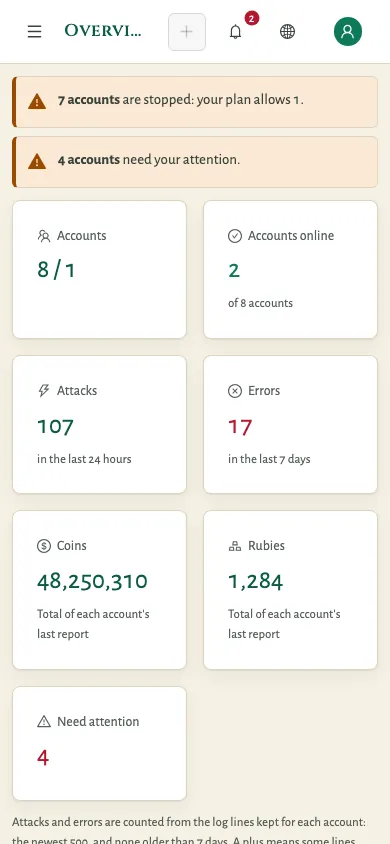 Overvi...
2
7 accounts are stopped: your plan allows 1.
4 accounts need your attention.
Accounts
8 / 1
Accounts online
2
of 8 accounts
Attacks
107
in the last 24 hours
Errors
17
in the last 7 days
Coins
48,250,310
Total of each account's
last report
Rubies
1,284
Total of each account's
last report
Need attention
4
Attacks and errors are counted from the log lines kept for each account:
the newest 500, and none older than 7 days. A plus means some lines